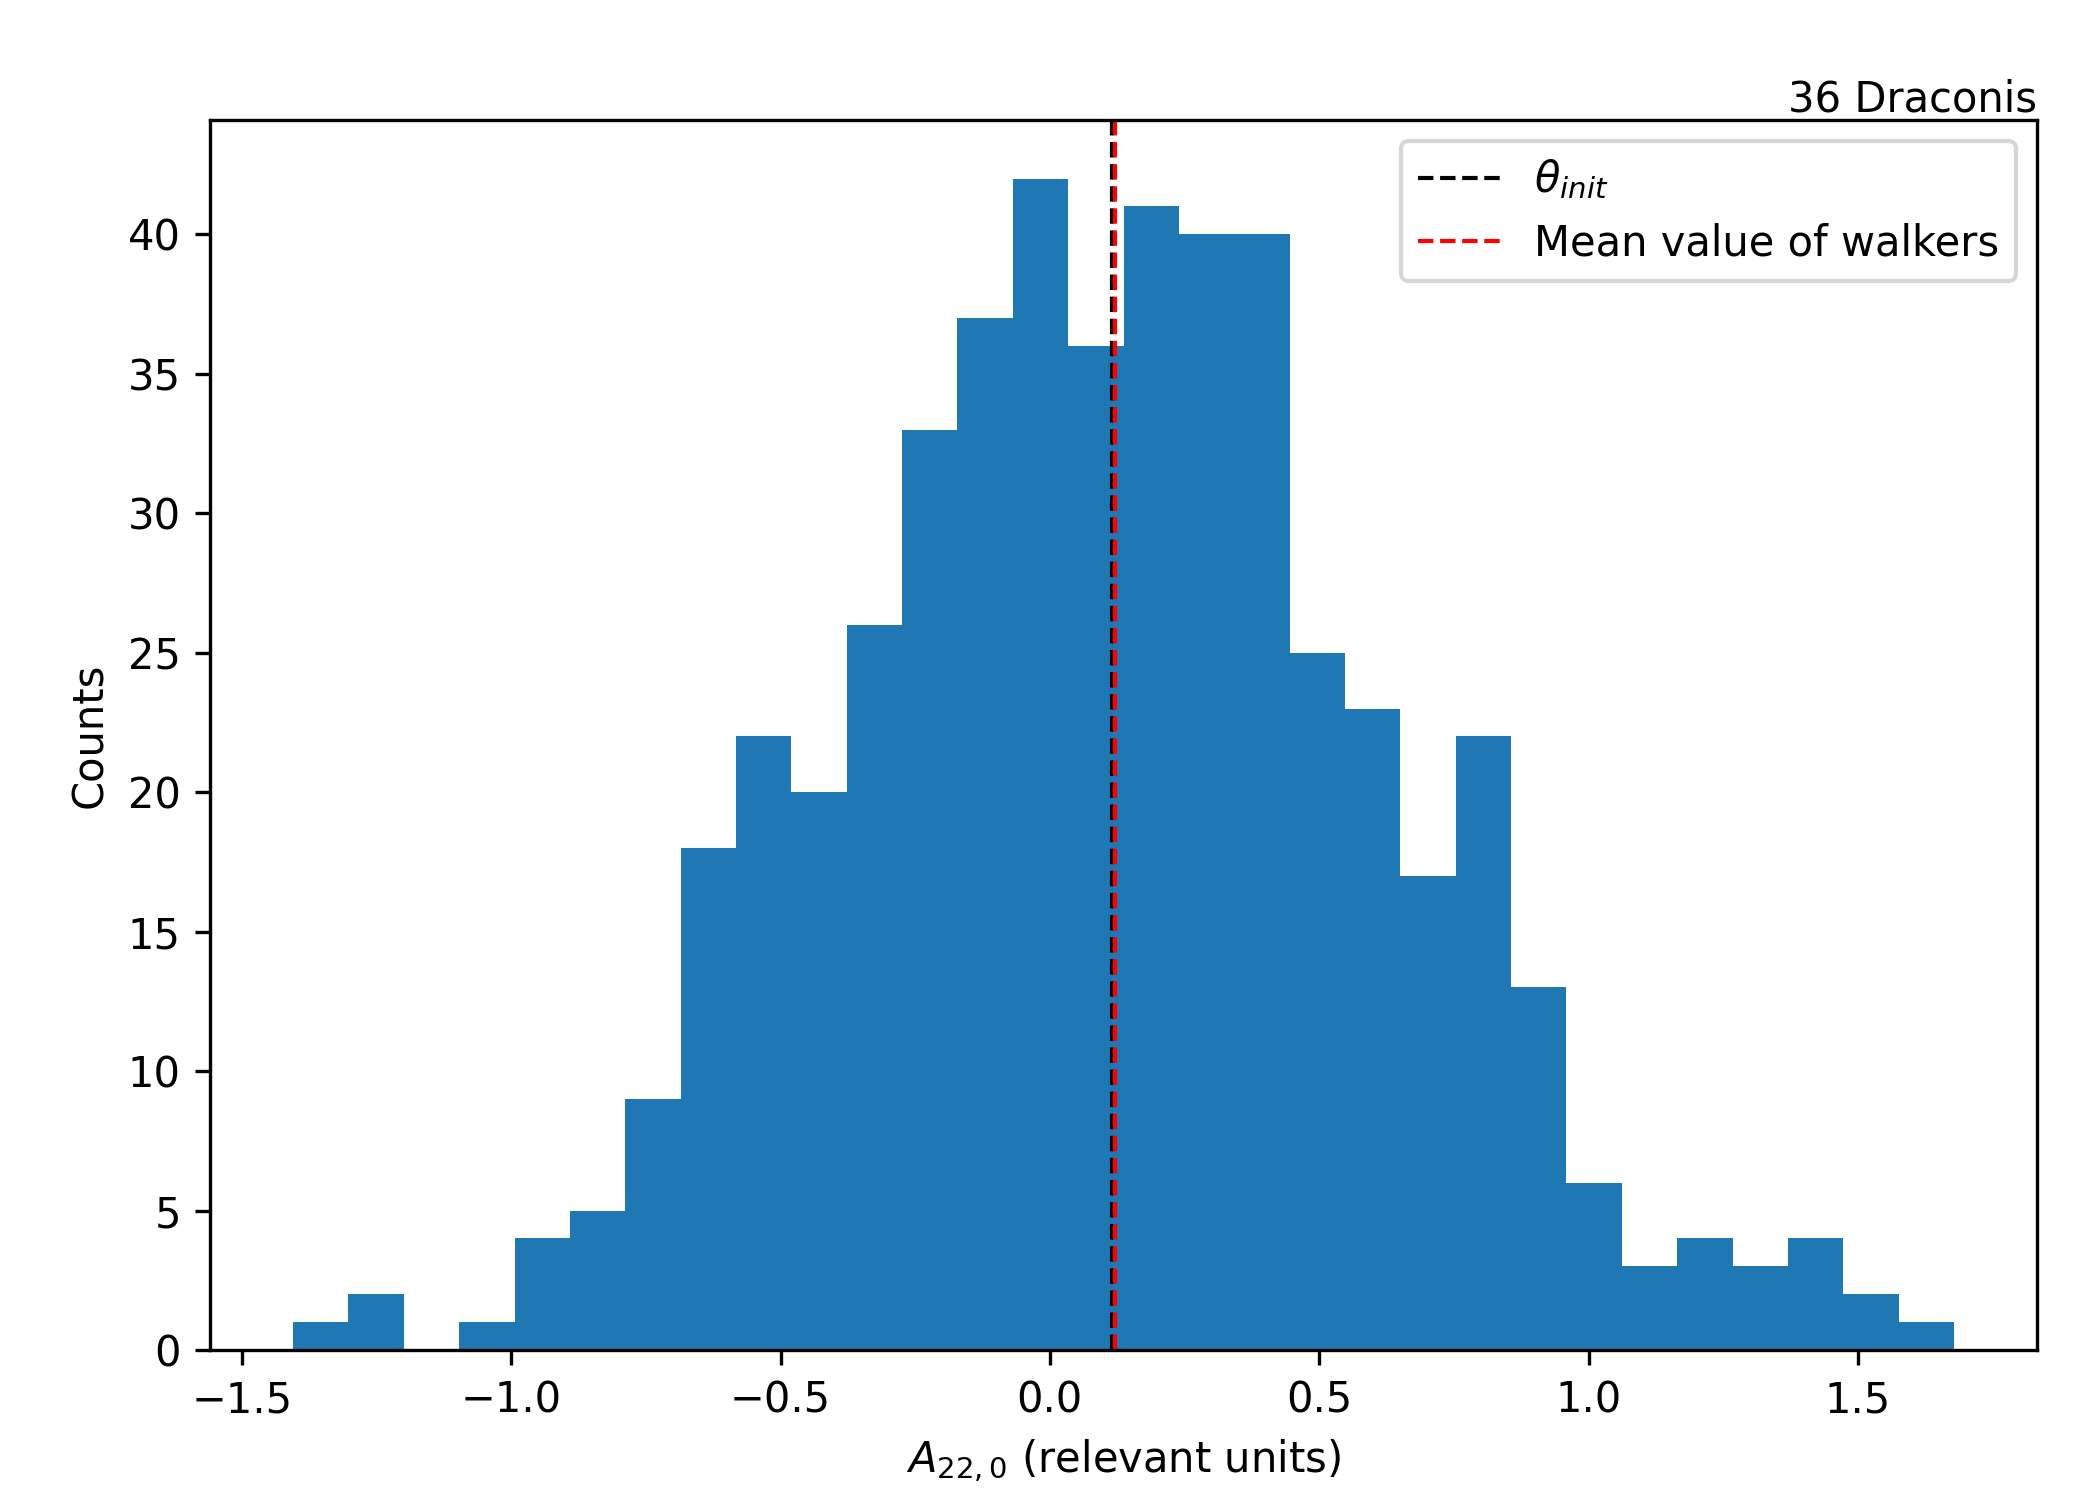 36 Draconis
θinit
Mean value of walkers
40
35
30
25
20
15
10
5
0
Counts
−1.5 −1.0 −0.5 0.0 0.5 1.0 1.5
A22,0 (relevant units)